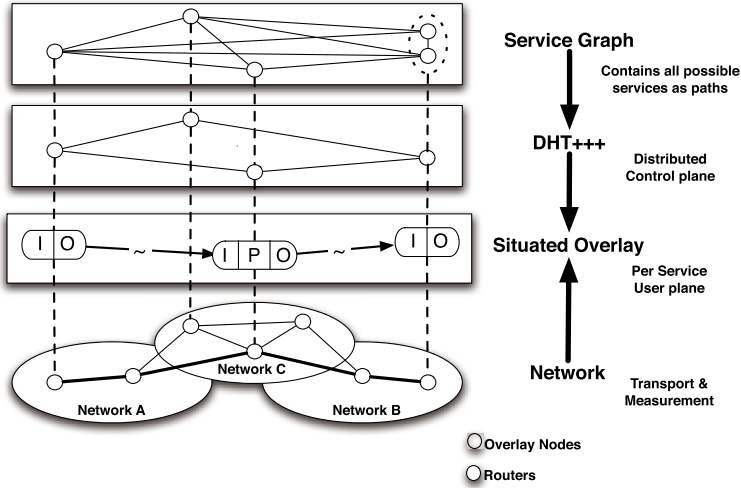 Service Graph
Contains all possible
services as paths
DHT+++
Distributed
Control plane
I O
~
I P O
~
I O
Situated Overlay
Per Service
User plane
Network C
Network
Transport &
Measurement
Network A
Network B
Overlay Nodes
Routers